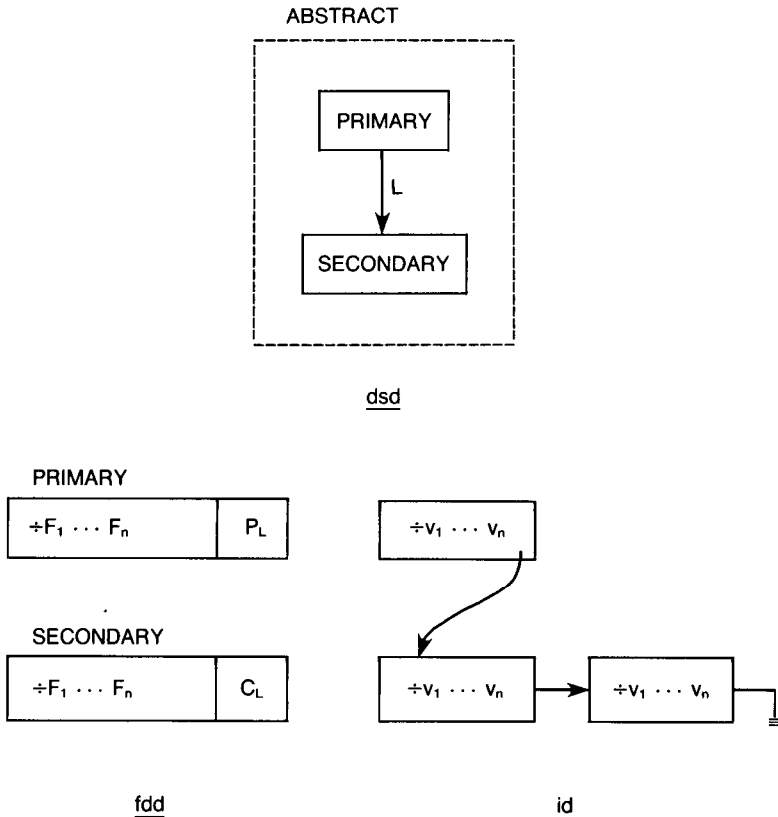 ABSTRACT
PRIMARY
L
SECONDARY
dsd
PRIMARY
÷F₁ ··· Fₙ P_L
÷v₁ ··· vₙ
SECONDARY
÷F₁ ··· Fₙ C_L
÷v₁ ··· vₙ ÷v₁ ··· vₙ
fdd id